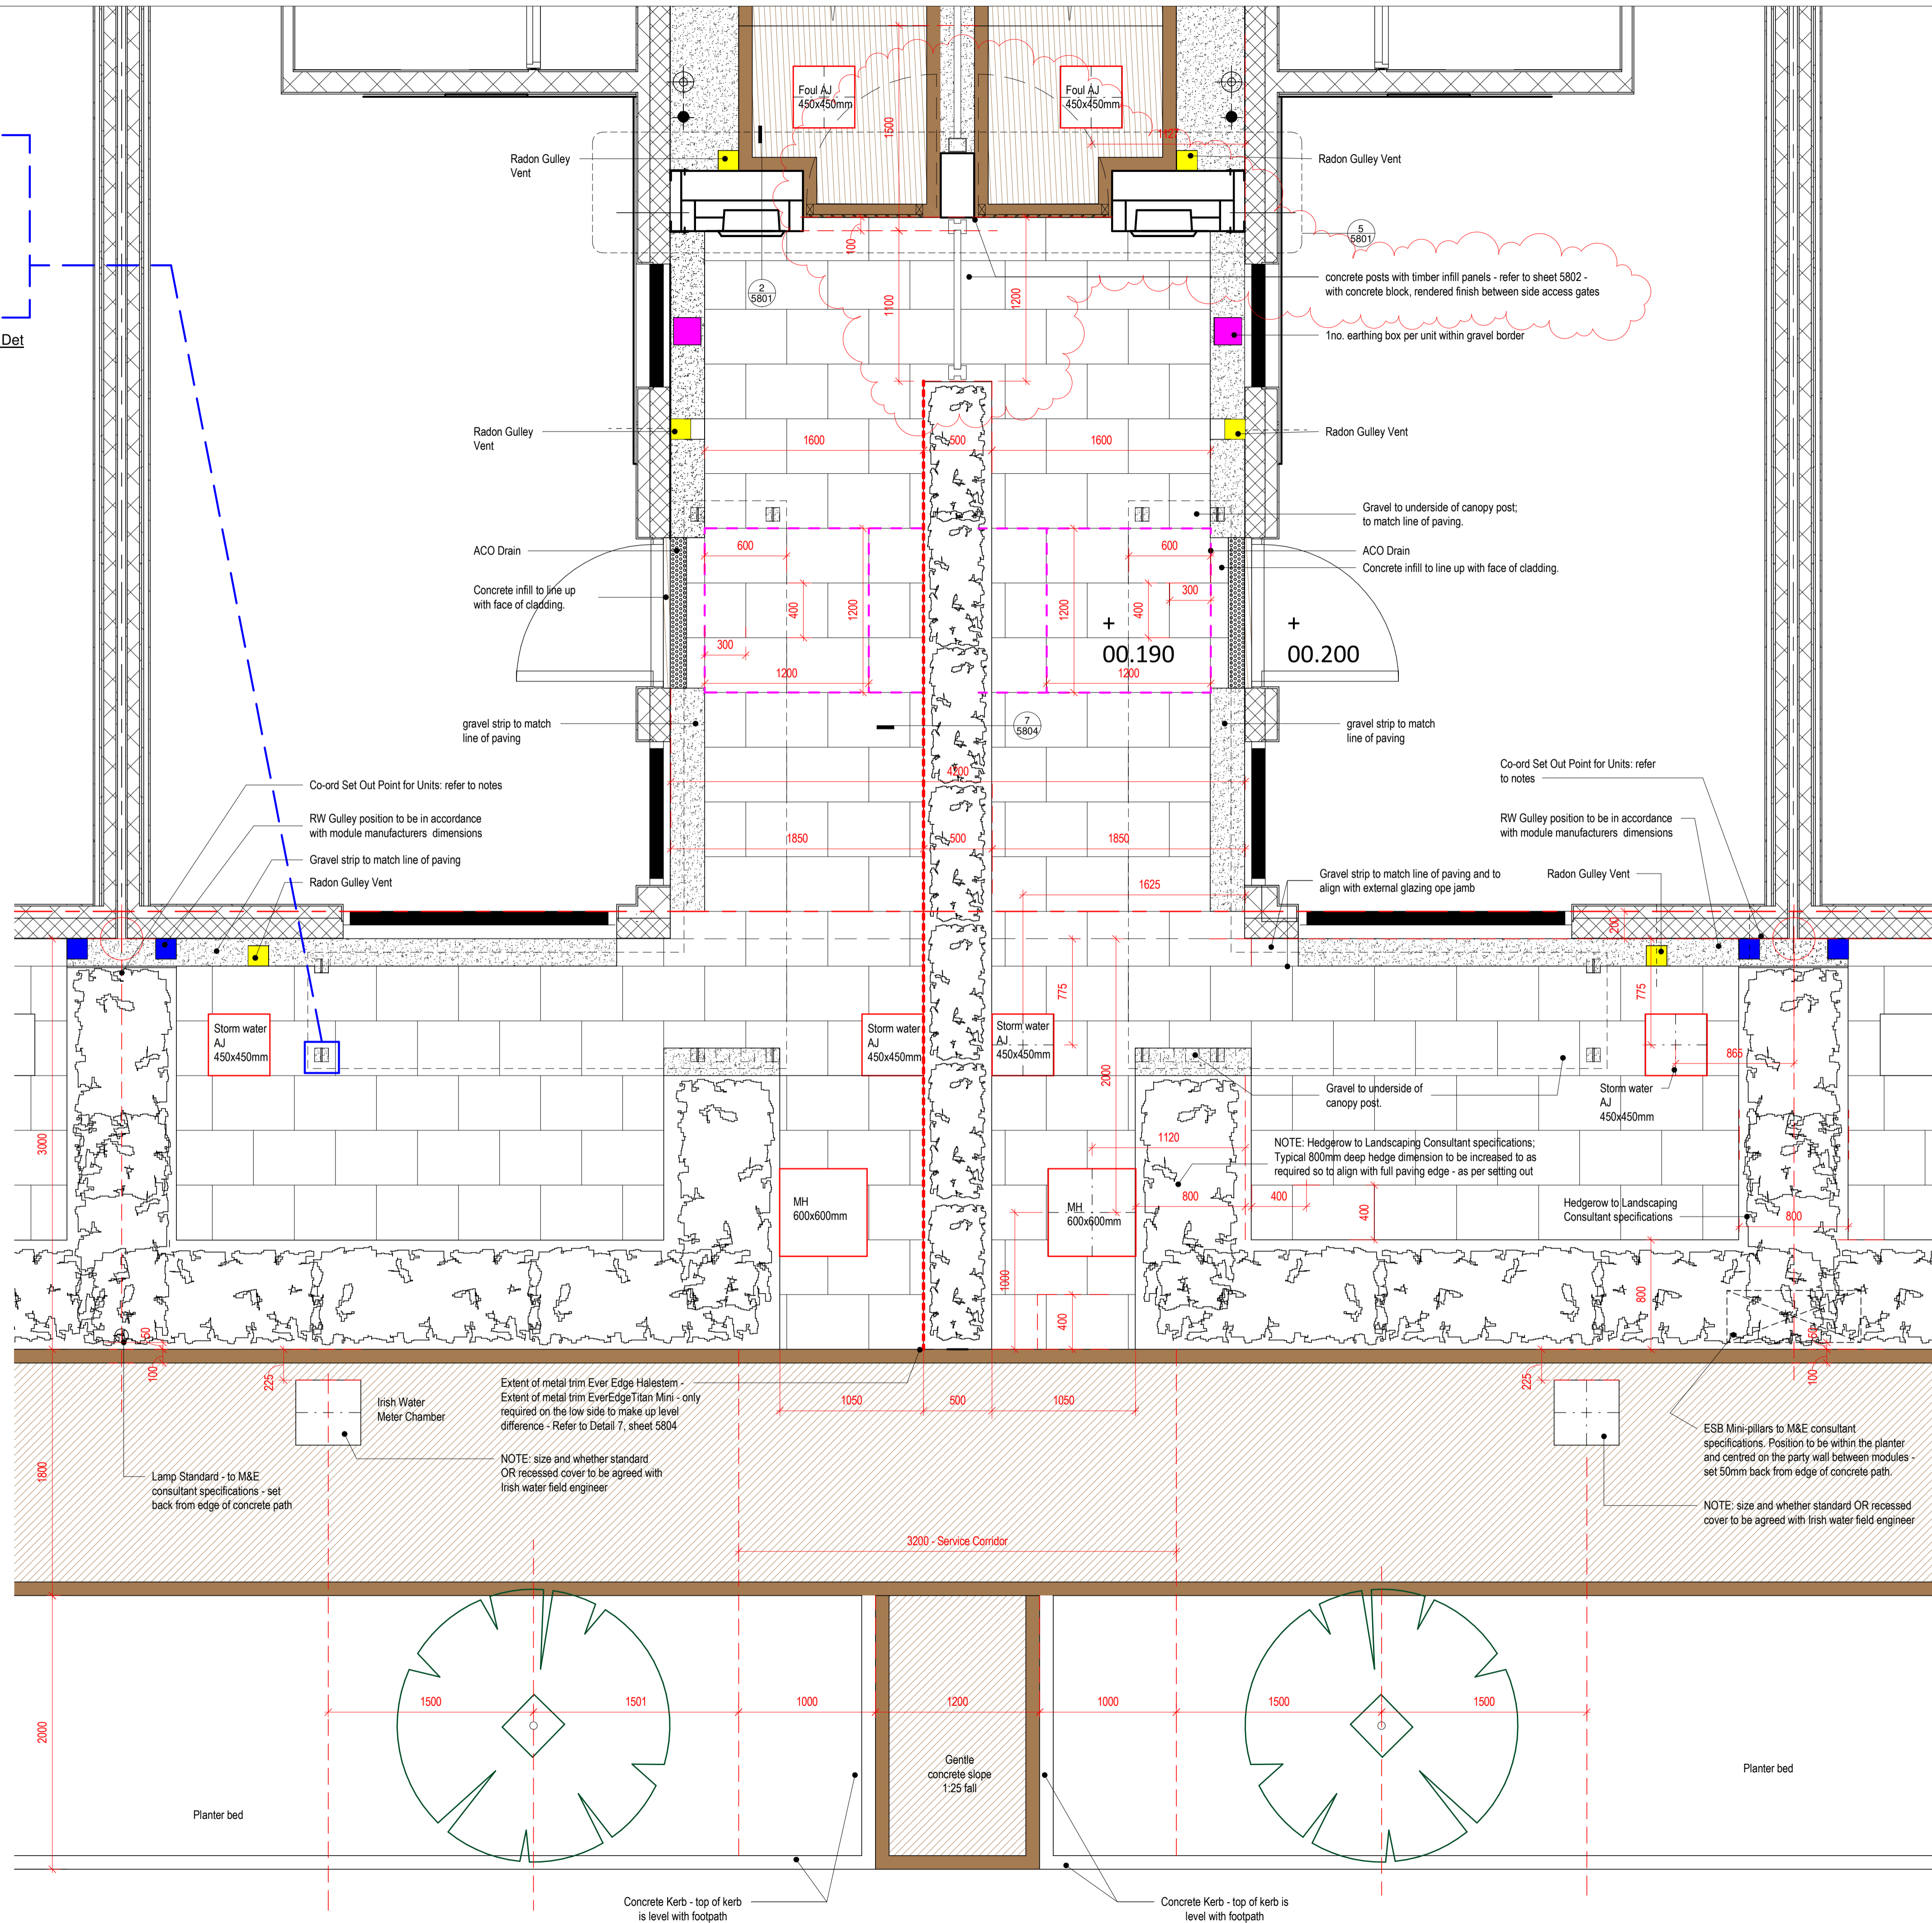 Foul AJ
450x450mm
Foul AJ
450x450mm
1500
1127
Radon Gulley
Vent
Radon Gulley Vent
100
5
5801
2
5801
1100
1200
concrete posts with timber infill panels - refer to sheet 5802 -
with concrete block, rendered finish between side access gates
Det
1no. earthing box per unit within gravel border
Radon Gulley
Vent
1600
500
1600
Radon Gulley Vent
Gravel to underside of canopy post;
to match line of paving.
ACO Drain
600
600
ACO Drain
Concrete infill to line up with face of cladding.
Concrete infill to line up
with face of cladding.
400
1200
1200
400
300
300
+
00.190
+
00.200
1200
1200
gravel strip to match
line of paving
7
5804
gravel strip to match
line of paving
4200
Co-ord Set Out Point for Units: refer to notes
Co-ord Set Out Point for Units: refer
to notes
RW Gulley position to be in accordance
with module manufacturers dimensions
RW Gulley position to be in accordance
with module manufacturers dimensions
1850
500
1850
Gravel strip to match line of paving
Radon Gulley Vent
1625
Gravel strip to match line of paving and to
align with external glazing ope jamb
Radon Gulley Vent
200
775
775
Storm water
AJ
450x450mm
Storm water
AJ
450x450mm
Storm water
AJ
450x450mm
865
2000
Gravel to underside of
canopy post.
Storm water
AJ
450x450mm
3000
1120
NOTE: Hedgerow to Landscaping Consultant specifications;
Typical 800mm deep hedge dimension to be increased to as
required so to align with full paving edge - as per setting out
MH
600x600mm
MH
600x600mm
800
400
400
Hedgerow to Landscaping
Consultant specifications
800
1000
400
800
50
100
225
50
100
225
Irish Water
Meter Chamber
Extent of metal trim Ever Edge Halestem -
Extent of metal trim EverEdgeTitan Mini - only
required on the low side to make up level
difference - Refer to Detail 7, sheet 5804
1050
500
1050
NOTE: size and whether standard
OR recessed cover to be agreed with
Irish water field engineer
ESB Mini-pillars to M&E consultant
specifications. Position to be within the planter
and centred on the party wall between modules -
set 50mm back from edge of concrete path.
1800
Lamp Standard - to M&E
consultant specifications - set
back from edge of concrete path
NOTE: size and whether standard OR recessed
cover to be agreed with Irish water field engineer
3200 - Service Corridor
1500
1501
1000
1200
1000
1500
1500
2000
Gentle
concrete slope
1:25 fall
Planter bed
Planter bed
Concrete Kerb - top of kerb
is level with footpath
Concrete Kerb - top of kerb is
level with footpath